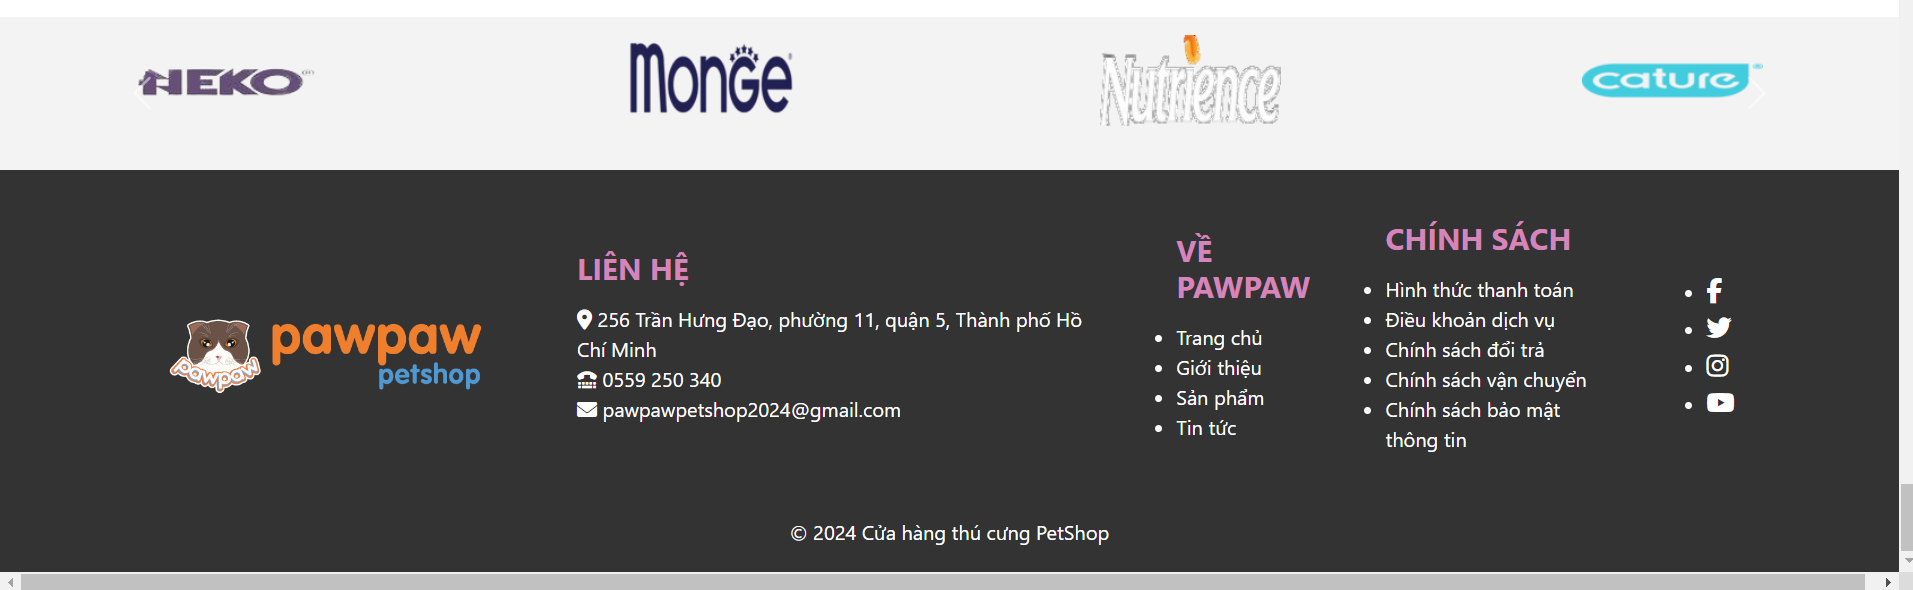 NEKO
Monge
Nutrience
cature
pawpaw
pawpaw
petshop
LIÊN HỆ
256 Trần Hưng Đạo, phường 11, quận 5, Thành phố Hồ
Chí Minh
0559 250 340
pawpawpetshop2024@gmail.com
VỀ
PAWPAW
Trang chủ
Giới thiệu
Sản phẩm
Tin tức
CHÍNH SÁCH
Hình thức thanh toán
Điều khoản dịch vụ
Chính sách đổi trả
Chính sách vận chuyển
Chính sách bảo mật
thông tin
© 2024 Cửa hàng thú cưng PetShop